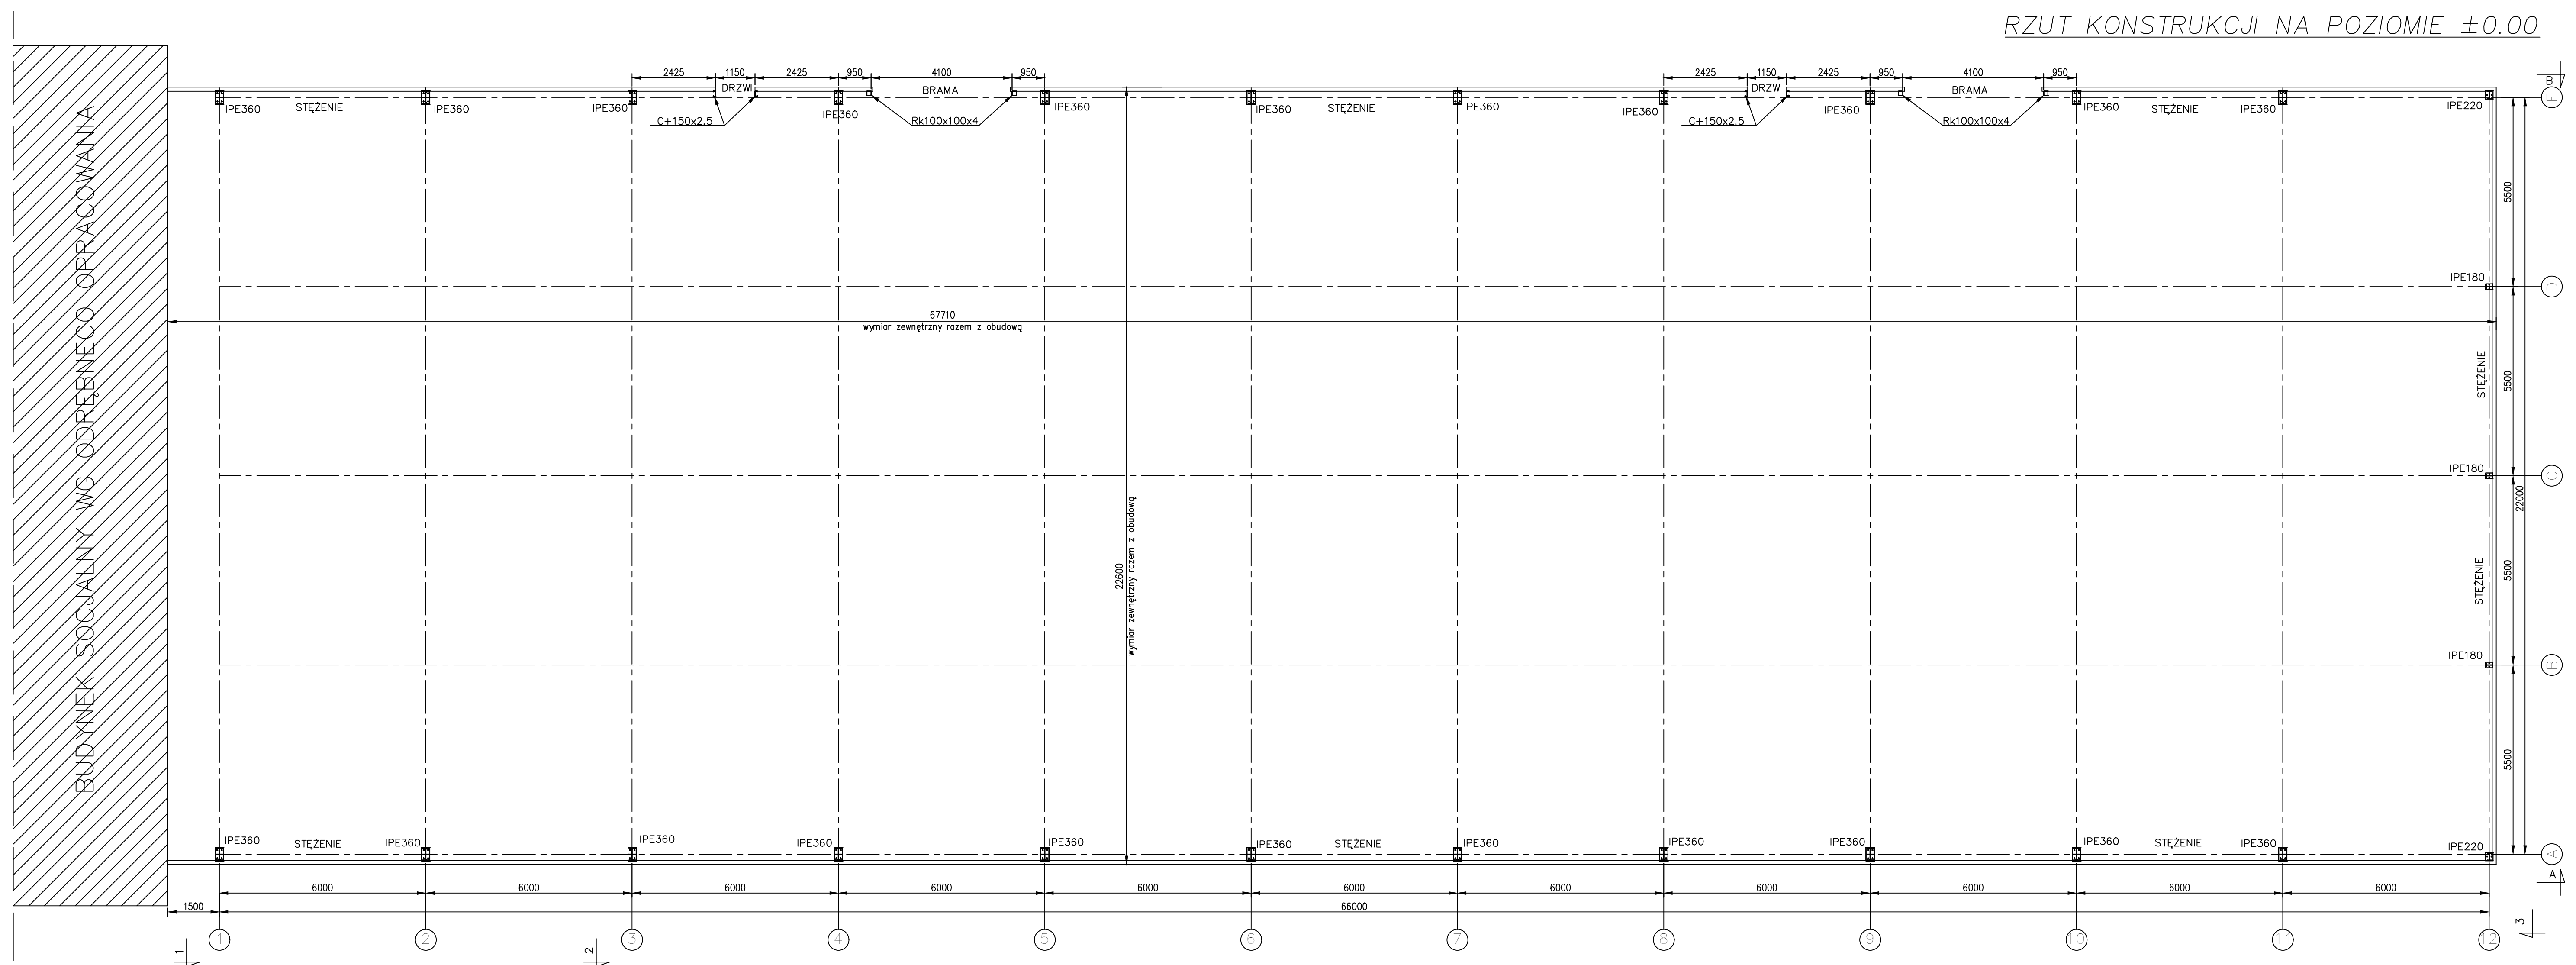 RZUT KONSTRUKCJI NA POZIOMIE ±0.00
2425 1150 2425 950 4100 950 2425 1150 2425 950 4100 950
DRZWI BRAMA DRZWI BRAMA
B
E
IPE360 STĘŻENIE IPE360 IPE360 IPE360 IPE360 IPE360 STĘŻENIE IPE360 IPE360 IPE360 IPE360 STĘŻENIE IPE360 IPE220
C+150x2.5 Rk100x100x4 C+150x2.5 Rk100x100x4
BUDYNEK SOCJALNY WG ODRĘBNEGO OPRACOWANIA
5500
IPE180
D
67710
wymiar zewnętrzny razem z obudową
STĘŻENIE
5500
IPE180
C
22000
22600
wymiar zewnętrzny razem z obudową
STĘŻENIE
5500
IPE180
B
5500
IPE360 STĘŻENIE IPE360 IPE360 IPE360 IPE360 IPE360 STĘŻENIE IPE360 IPE360 IPE360 IPE360 STĘŻENIE IPE360 IPE220
A
A
6000 6000 6000 6000 6000 6000 6000 6000 6000 6000 6000
1500 66000
1 2 3 4 5 6 7 8 9 10 11 12
1 2 3